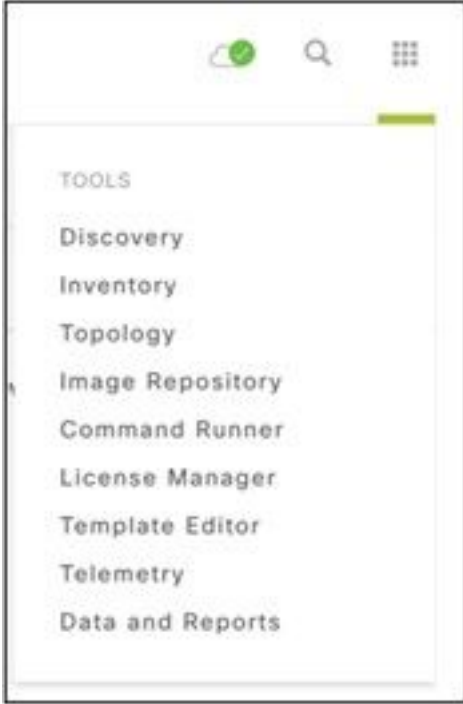 TOOLS
Discovery
Inventory
Topology
Image Repository
Command Runner
License Manager
Template Editor
Telemetry
Data and Reports